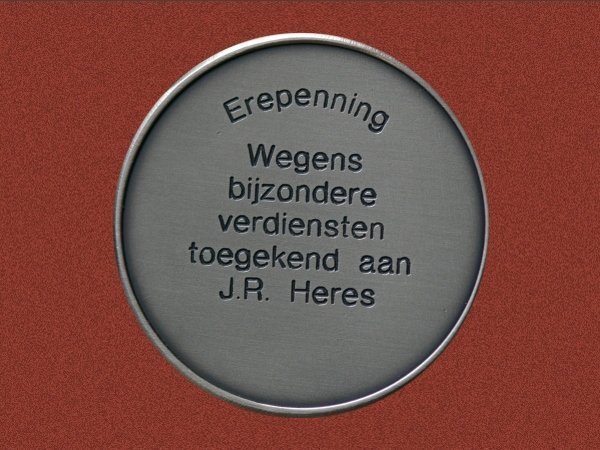 Erepenning
Wegens
bijzondere
verdiensten
toegekend aan
J.R. Heres